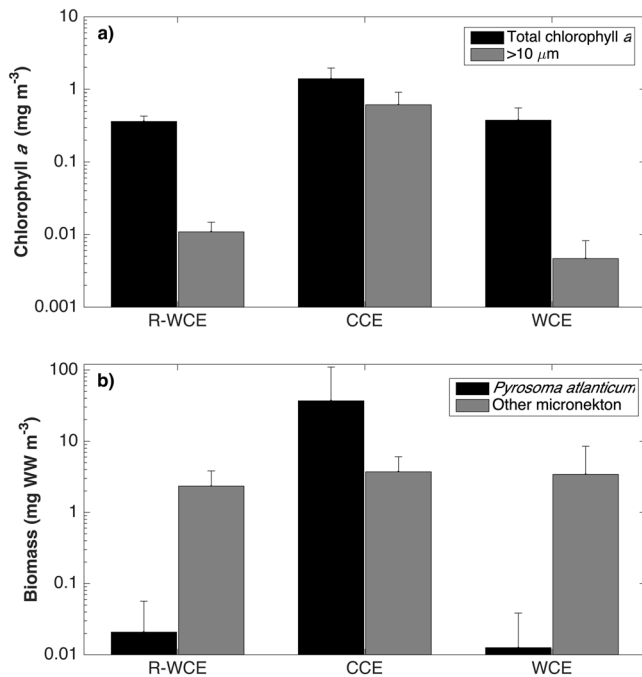 a)
Total chlorophyll a
>10 μm
Chlorophyll a (mg m-3)
10
1
0.1
0.01
0.001
R-WCE CCE WCE
b)
Pyrosoma atlanticum
Other micronekton
Biomass (mg WW m-3)
100
10
1
0.1
0.01
R-WCE CCE WCE